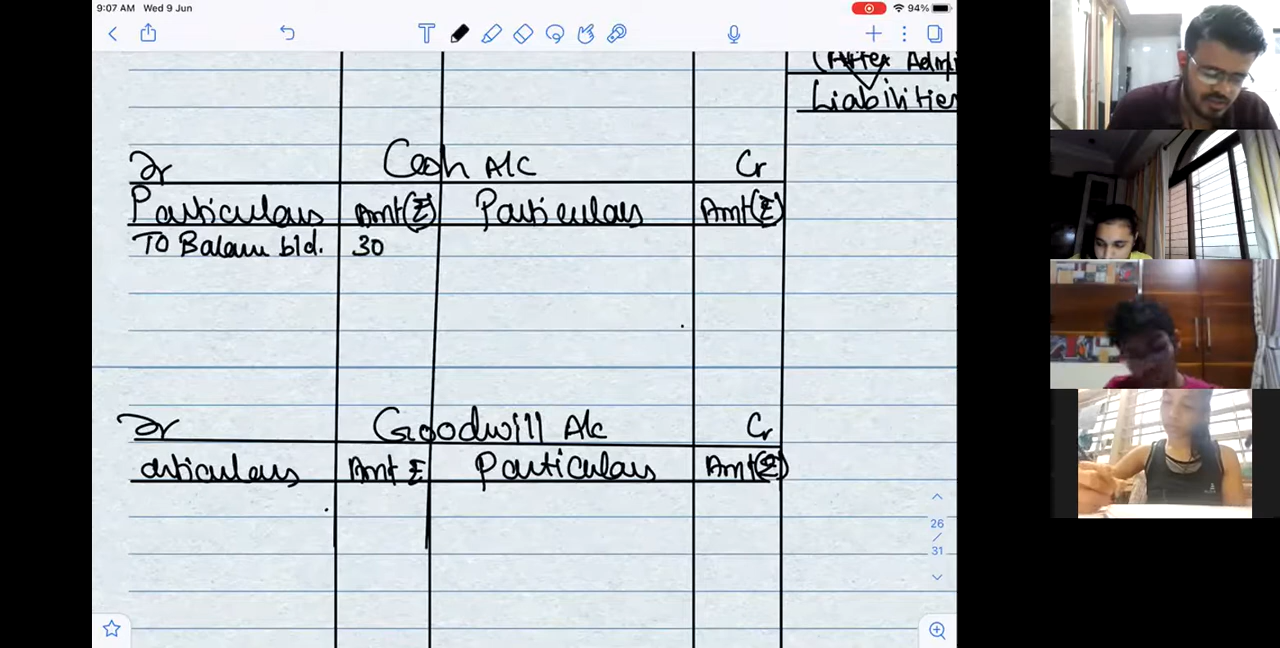 9:07 AM Wed 9 Jun
94%
Liabilities
Dr Cash A/c Cr
Particulars Amt(₹) Particulars Amt(₹)
To Balance b/d. 30
Dr Goodwill A/c Cr
articulars Amt ₹ Particulars Amt(₹)
26
/
31